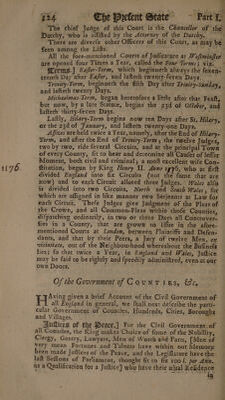 124 The Present State Part I.
The chief Judge of this Court is the Chancellor of the
Dutchy, who is assisted by the Attorney of the Dutchy.
There are divers other Officers of this Court, as may be
seen among the Lists.
All the fore-mentioned Courts of Judicature at Westminster
are opened four Times a Year, called the Four Terms; viz.
Terms.] Easter-Term, which beginneth always the seven-
teenth Day after Easter, and lasteth twenty-seven Days.
Trinity-Term, beginneth the fifth Day after Trinity-Sunday,
and lasteth twenty Days.
Michaelmas-Term, began heretofore a little after that Feast,
but now, by a late Statute, begins the 23d of October, and
lasteth thirty-seven Days.
Lastly, Hilary-Term begins now ten Days after St. Hilary,
or the 23d of January, and lasteth twenty-one Days.
Assizes are held twice a Year, namely, after the End of Hilary-
Term, and after the End of Trinity-Term; the twelve Judges,
two by two, ride several Circuits, and at the principal Town
of every County, sit to hear and determine all Causes of lesser
Moment, both civil and criminal; a most excellent wise Con-
stitution, begun by King Henry II. Anno 1176, who at first
divided England into six Circuits (not the same that are
now) and to each Circuit allotted three Judges. Wales also
is divided into two Circuits, North and South Wales, for
which are assigned in like manner two Serjeants at Law for
each Circuit. These Judges give Judgment of the Pleas of
the Crown, and all Common-Pleas within those Counties,
dispatching ordinarily, in two or three Days all Controver-
sies in a County, that are grown to Issue in the afore-
mentioned Courts at London, between Plaintiffs and Defen-
dants, and that by their Peers, a Jury of twelve Men, ex
vicineto, out of the Neighbourhood whereabout the Business
lies; so that twice a Year, in England and Wales, Justice
may be said to be rightly and speedily administred, even at our
own Doors.
1176
Of the Government of COUNTIES, &c.
Having given a brief Account of the Civil Government of
all England in general, we shall next describe the parti-
cular Government of Counties, Hundreds, Cities, Boroughs
and Villages.
Justices of the Peace.] For the Civil Government of
all Counties, the King makes Choice of some of the Nobility,
Clergy, Gentry, Lawyers, Men of Worth and Parts, [Men of
very mean Fortunes and Talents have within our Memory
been made Justices of the Peace, and the Legislature have the
last Sessions of Parliament, thought fit to fix 100 l. per Ann.
as a Qualification for a Justice] who have their usual Residence
in